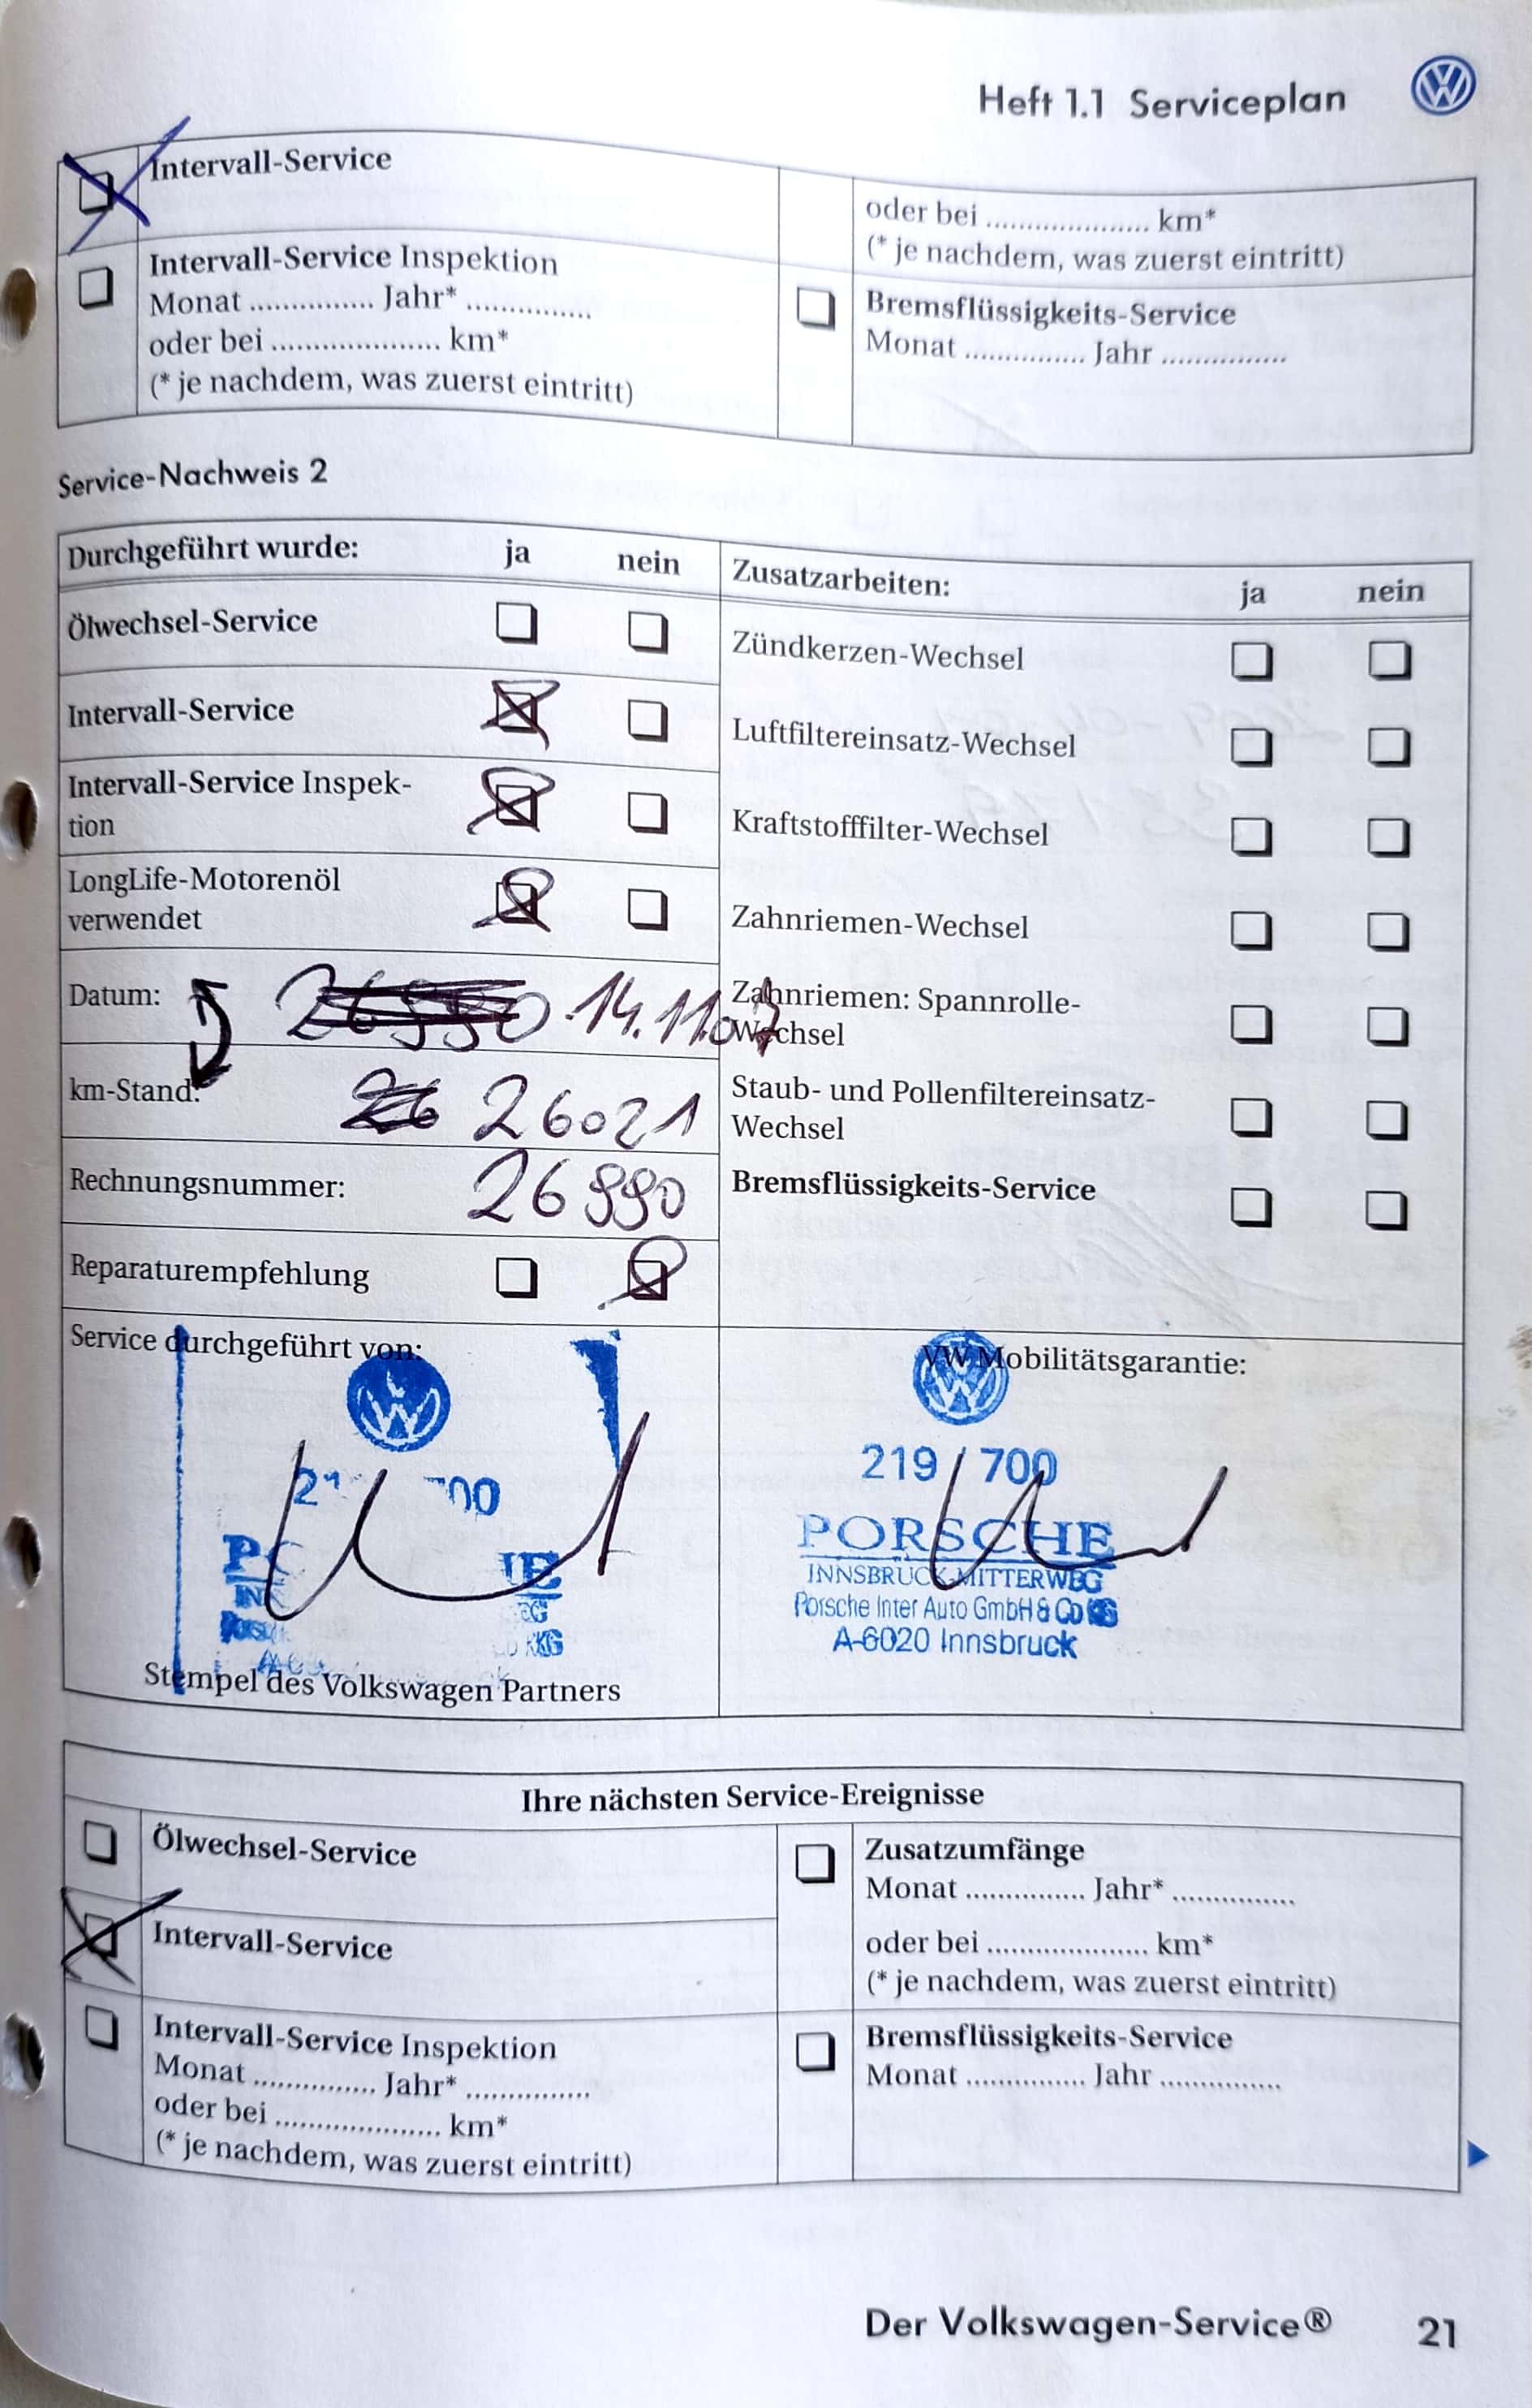 Heft 1.1 Serviceplan
Intervall-Service
Intervall-Service Inspektion
Monat ............... Jahr* ...............
oder bei .................... km*
(* je nachdem, was zuerst eintritt)
oder bei .................... km*
(* je nachdem, was zuerst eintritt)
Bremsflüssigkeits-Service
Monat ............... Jahr ...............
Service-Nachweis 2
Durchgeführt wurde: ja nein
Ölwechsel-Service
Intervall-Service
Intervall-Service Inspek-
tion
LongLife-Motorenöl
verwendet
Datum: 26990 14.11.07
km-Stand: 26 26021
Rechnungsnummer: 26990
Reparaturempfehlung
Zusatzarbeiten: ja nein
Zündkerzen-Wechsel
Luftfiltereinsatz-Wechsel
Kraftstofffilter-Wechsel
Zahnriemen-Wechsel
Zahnriemen: Spannrolle-
Wechsel
Staub- und Pollenfiltereinsatz-
Wechsel
Bremsflüssigkeits-Service
Service durchgeführt von:
Stempel des Volkswagen Partners
VW Mobilitätsgarantie:
219 / 700
PORSCHE
INNSBRUCK-MITTERWEG
Porsche Inter Auto GmbH & Co KG
A-6020 Innsbruck
Ihre nächsten Service-Ereignisse
Ölwechsel-Service
Intervall-Service
Intervall-Service Inspektion
Monat ............... Jahr* ...............
oder bei .................... km*
(* je nachdem, was zuerst eintritt)
Zusatzumfänge
Monat ............... Jahr* ...............
oder bei .................... km*
(* je nachdem, was zuerst eintritt)
Bremsflüssigkeits-Service
Monat ............... Jahr ...............
Der Volkswagen-Service® 21